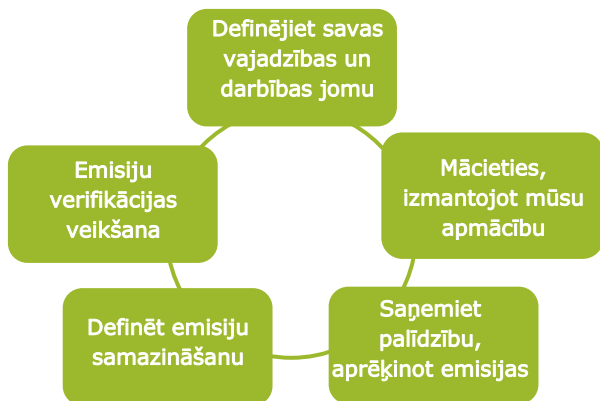 Definējiet savas
vajadzības un
darbības jomu
Mācieties,
izmantojot mūsu
apmācību
Saņemiet
palīdzību,
aprēķinot emisijas
Definēt emisiju
samazināšanu
Emisiju
verifikācijas
veikšana